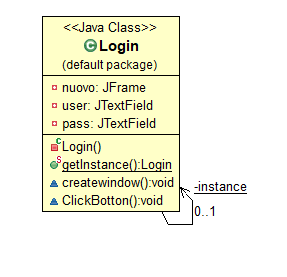 <<Java Class>>
Login
(default package)
nuovo: JFrame
user: JTextField
pass: JTextField
Login()
getInstance():Login
createwindow():void
ClickBotton():void
-instance
0..1